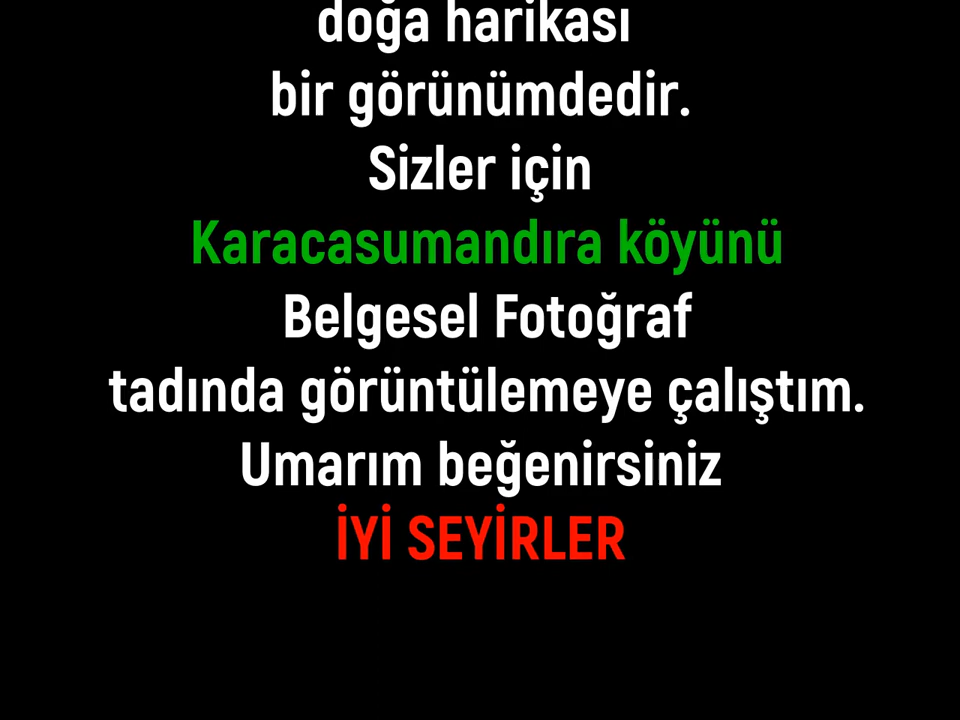 doğa harikası
bir görünümdedir.
Sizler için
Karacasumandıra köyünü
Belgesel Fotoğraf
tadında görüntülemeye çalıştım.
Umarım beğenirsiniz
İYİ SEYİRLER